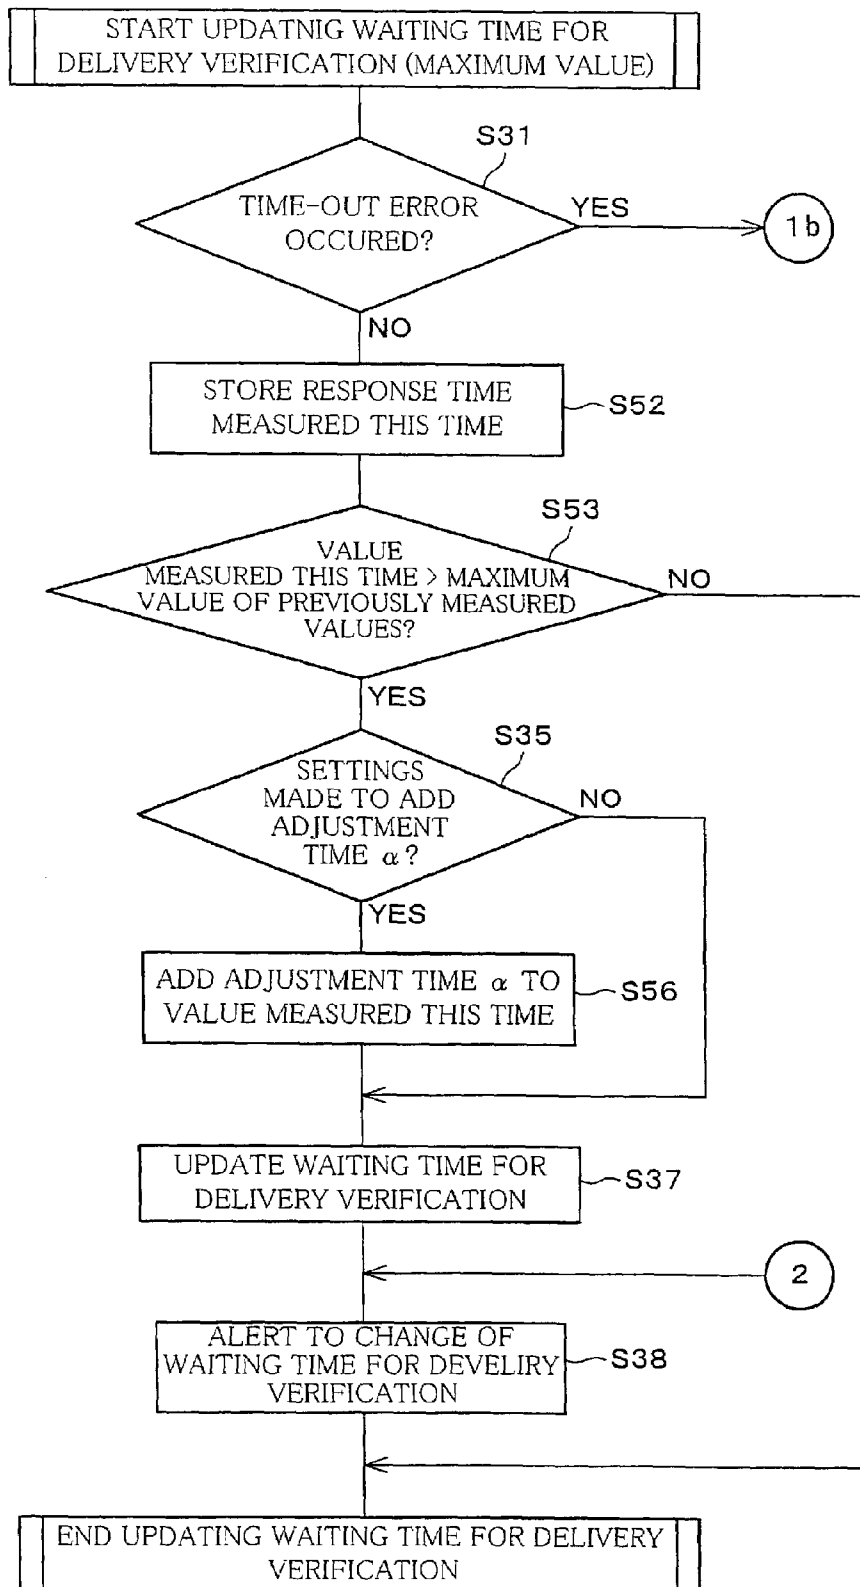 START UPDATNIG WAITING TIME FOR
DELIVERY VERIFICATION (MAXIMUM VALUE)
S31
TIME-OUT ERROR
OCCURED?
YES
1b
NO
STORE RESPONSE TIME
MEASURED THIS TIME
S52
S53
VALUE
MEASURED THIS TIME > MAXIMUM
VALUE OF PREVIOUSLY MEASURED
VALUES?
NO
YES
S35
SETTINGS
MADE TO ADD
ADJUSTMENT
TIME α?
NO
YES
ADD ADJUSTMENT TIME α TO
VALUE MEASURED THIS TIME
S56
UPDATE WAITING TIME FOR
DELIVERY VERIFICATION
S37
2
ALERT TO CHANGE OF
WAITING TIME FOR DEVELIRY
VERIFICATION
S38
END UPDATING WAITING TIME FOR DELIVERY
VERIFICATION